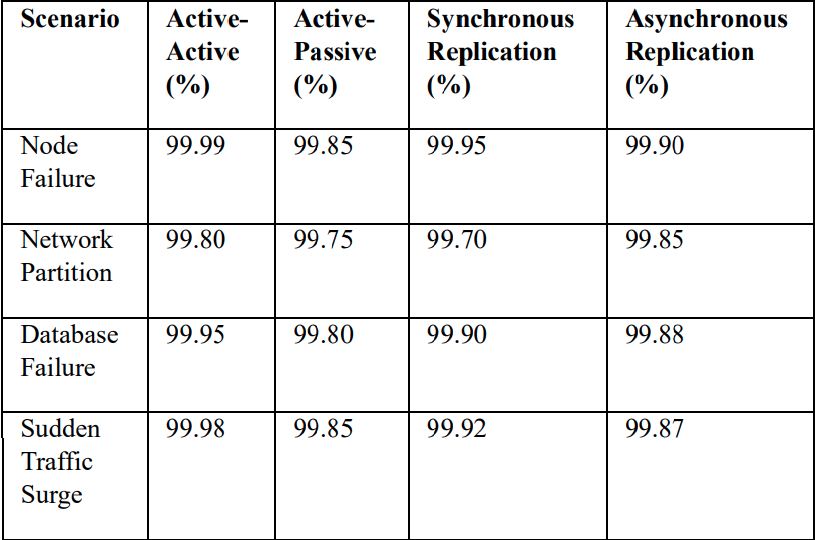 Scenario Active- Active- Synchronous Asynchronous
Active Passive Replication Replication
(%) (%) (%) (%)
Node 99.99 99.85 99.95 99.90
Failure
Network 99.80 99.75 99.70 99.85
Partition
Database 99.95 99.80 99.90 99.88
Failure
Sudden 99.98 99.85 99.92 99.87
Traffic
Surge